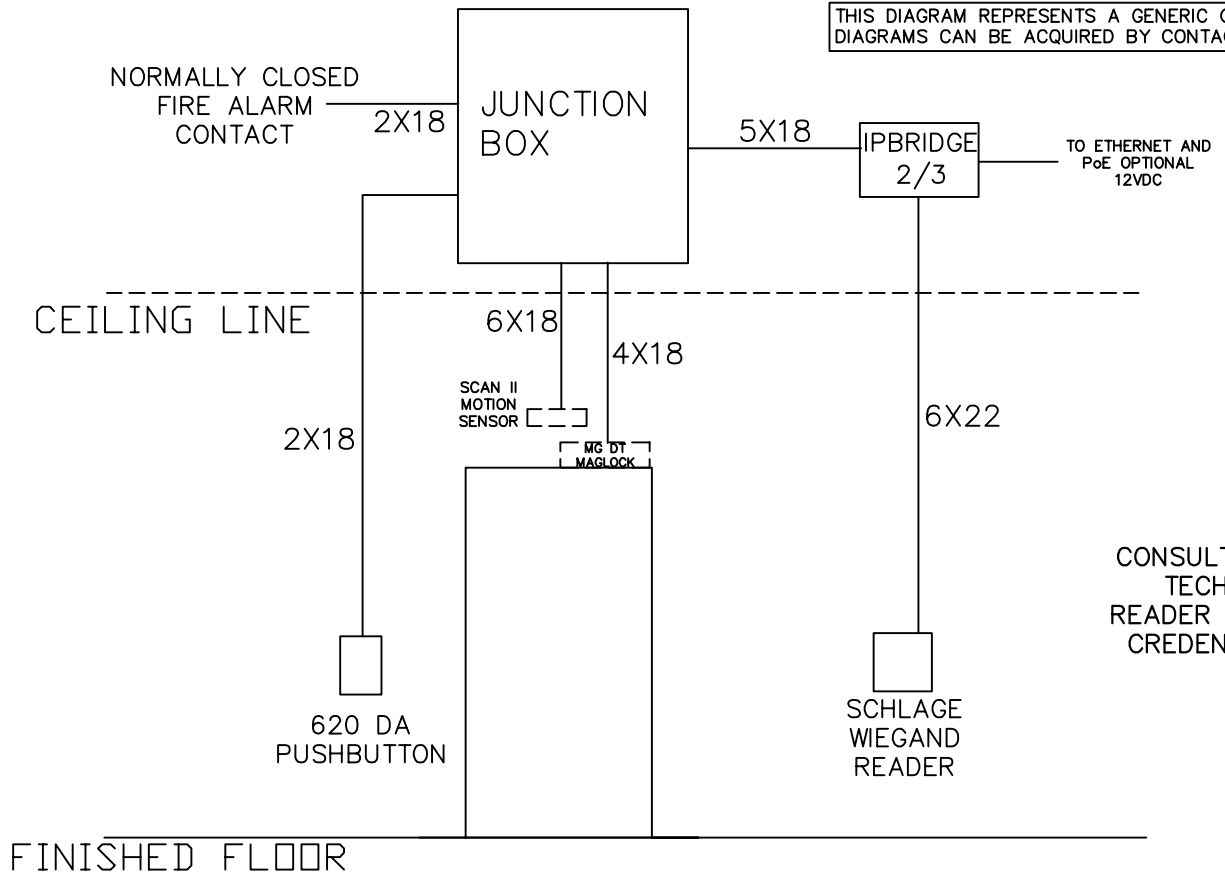 THIS DIAGRAM REPRESENTS A GENERIC
DIAGRAMS CAN BE ACQUIRED BY
NORMALLY CLOSED
FIRE ALARM
CONTACT
2X18
JUNCTION
BOX
5X18
IPBRIDGE
2/3
TO ETHERNET AND
PoE OPTIONAL
12VDC
CEILING LINE
6X18
4X18
SCAN II
MOTION
SENSOR
MG DT
MAGLOCK
2X18
6X22
CONSULT
TECH
READER
620 DA
PUSHBUTTON
SCHLAGE
WIEGAND
READER
FINISHED FLOOR